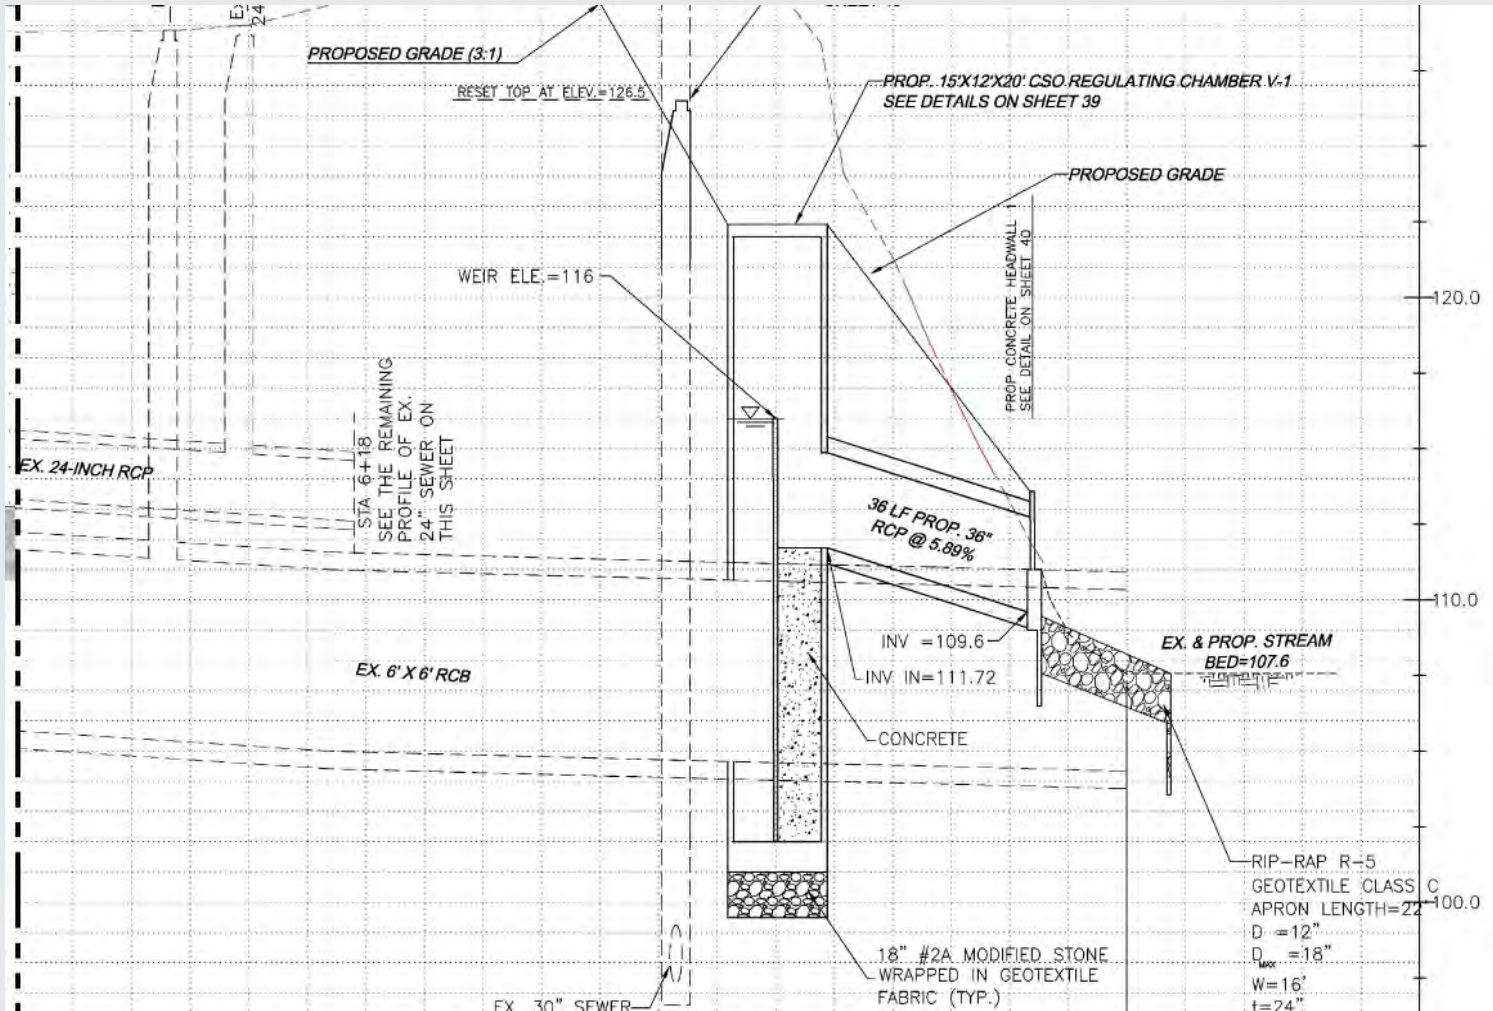 EX
24
PROPOSED GRADE (3:1)
RESET TOP AT ELEV.=126.5
PROP. 15'X12'X20' CSO REGULATING CHAMBER V-1
SEE DETAILS ON SHEET 39
PROPOSED GRADE
PROP CONCRETE HEADWALL 1
SEE DETAIL ON SHEET 40
WEIR ELE.=116
120.0
STA 6+18
SEE THE REMAINING
PROFILE OF EX.
24" SEWER ON
THIS SHEET
EX. 24-INCH RCP
36 LF PROP. 36"
RCP @ 5.89%
110.0
INV =109.6
INV IN=111.72
EX. & PROP. STREAM
BED=107.6
EX. 6' X 6' RCB
CONCRETE
RIP-RAP R-5
GEOTEXTILE CLASS C
APRON LENGTH=22'
D =12"
D MAX =18"
W=16'
t=24"
100.0
18" #2A MODIFIED STONE
WRAPPED IN GEOTEXTILE
FABRIC (TYP.)
EX. 30" SEWER